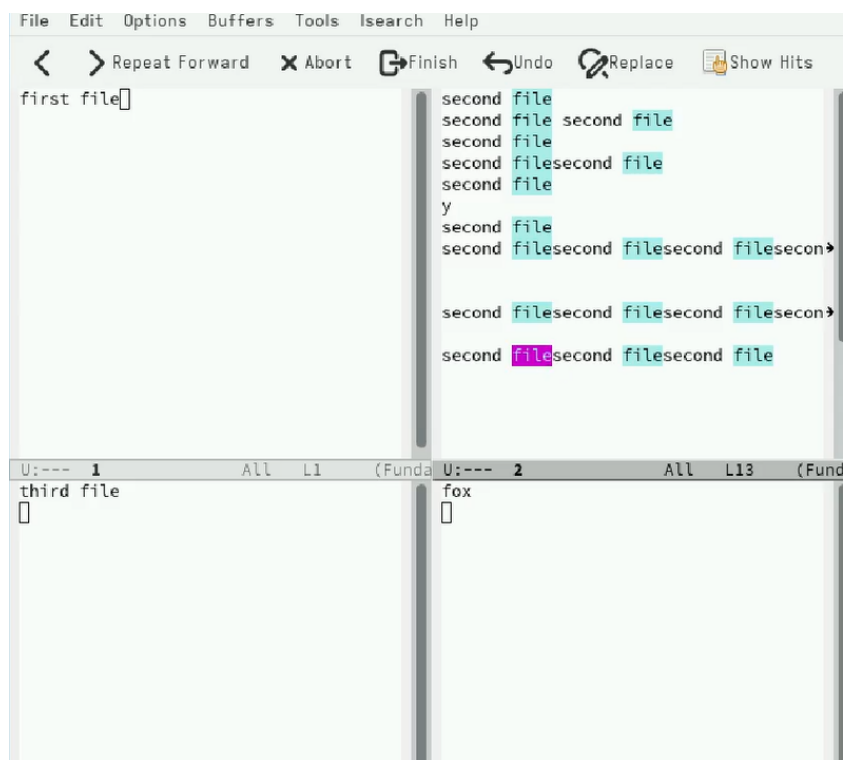 File Edit Options Buffers Tools Isearch Help
Repeat Forward Abort Finish Undo Replace Show Hits
first file
second file
second file second file
second file
second filesecond file
second file
y
second file
second filesecond filesecond filesecon
second filesecond filesecond filesecon
second filesecond filesecond file
U:--- 1 All L1 (Funda
U:--- 2 All L13 (Fund
third file
fox